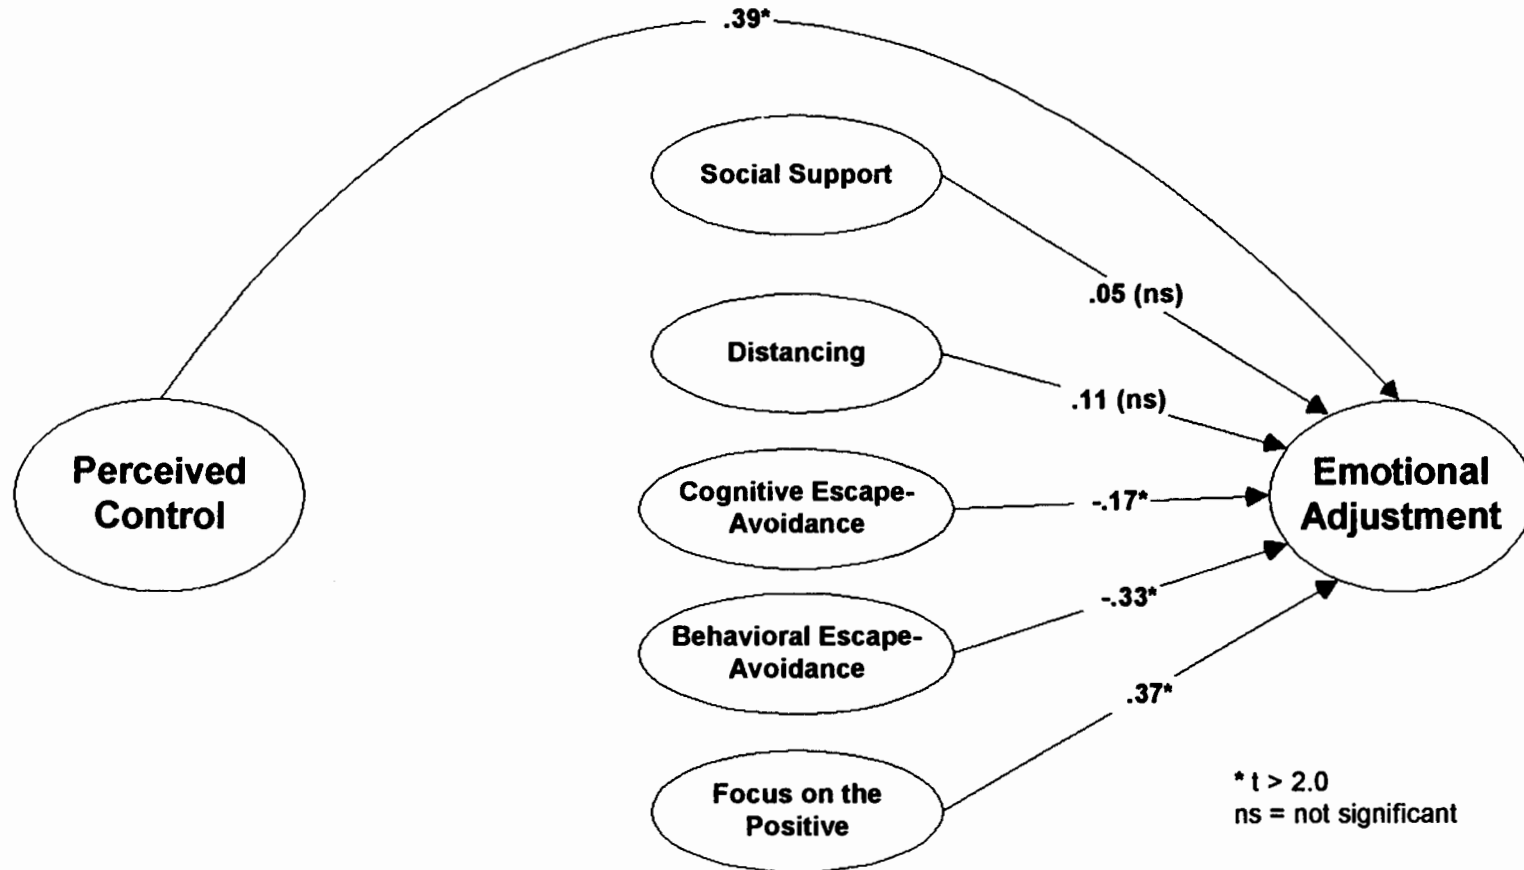 .39*
Social Support
.05 (ns)
Distancing
.11 (ns)
Perceived
Control
Cognitive Escape-
Avoidance
-.17*
Emotional
Adjustment
Behavioral Escape-
Avoidance
-.33*
.37*
Focus on the
Positive
* t > 2.0
ns = not significant